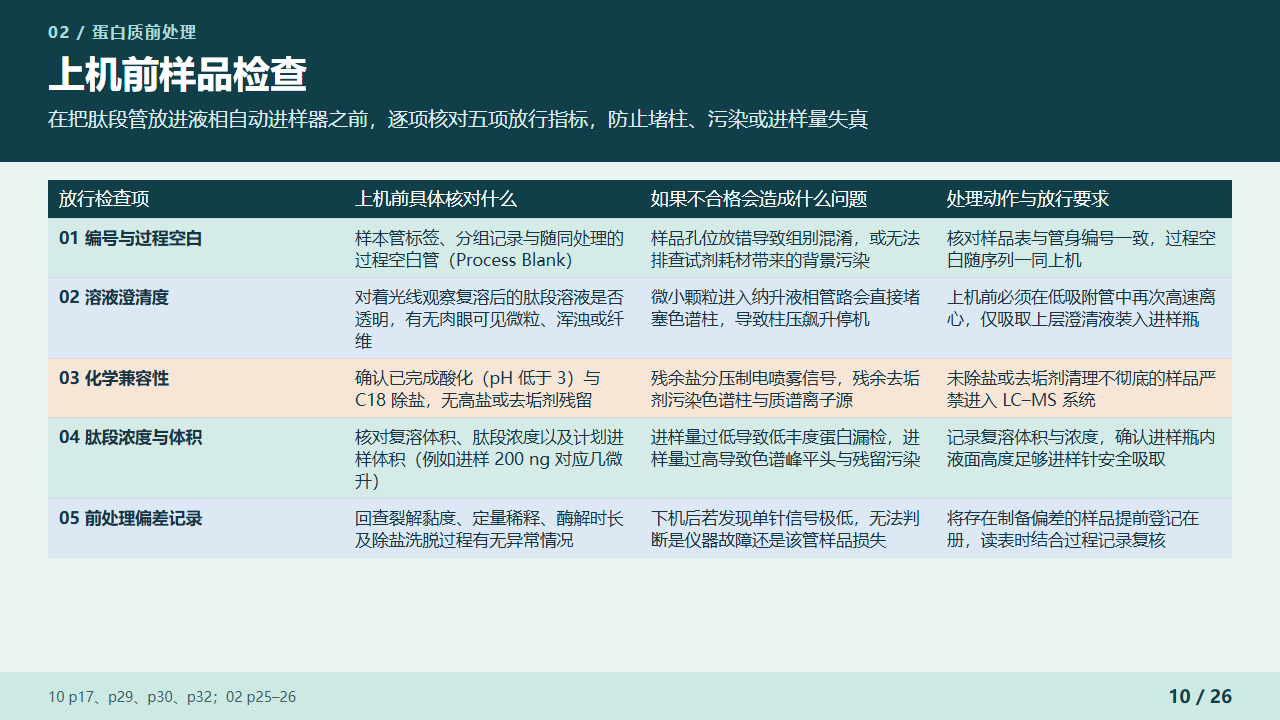 02 / 蛋白质前处理
上机前样品检查
在把肽段管放进液相自动进样器之前，逐项核对五项放行指标，防止堵柱、污染或进样量失真
放行检查项
上机前具体核对什么
如果不合格会造成什么问题
处理动作与放行要求
01 编号与过程空白
样本管标签、分组记录与随同处理的
过程空白管（Process Blank）
样品孔位放错导致组别混淆，或无法
排查试剂耗材带来的背景污染
核对样品表与管身编号一致，过程空
白随序列一同上机
02 溶液澄清度
对着光线观察复溶后的肽段溶液是否
透明，有无肉眼可见微粒、浑浊或纤
维
微小颗粒进入纳升液相管路会直接堵
塞色谱柱，导致柱压飙升停机
上机前必须在低吸附管中再次高速离
心，仅吸取上层澄清液装入进样瓶
03 化学兼容性
确认已完成酸化（pH 低于 3）与
C18 除盐，无高盐或去垢剂残留
残余盐分压制电喷雾信号，残余去垢
剂污染色谱柱与质谱离子源
未除盐或去垢剂清理不彻底的样品严
禁进入 LC–MS 系统
04 肽段浓度与体积
核对复溶体积、肽段浓度以及计划进
样体积（例如进样 200 ng 对应几微
升）
进样量过低导致低丰度蛋白漏检，进
样量过高导致色谱峰平头与残留污染
记录复溶体积与浓度，确认进样瓶内
液面高度足够进样针安全吸取
05 前处理偏差记录
回查裂解黏度、定量稀释、酶解时长
及除盐洗脱过程有无异常情况
下机后若发现单针信号极低，无法判
断是仪器故障还是该管样品损失
将存在制备偏差的样品提前登记在
册，读表时结合过程记录复核
10 p17、p29、p30、p32；02 p25–26
10 / 26